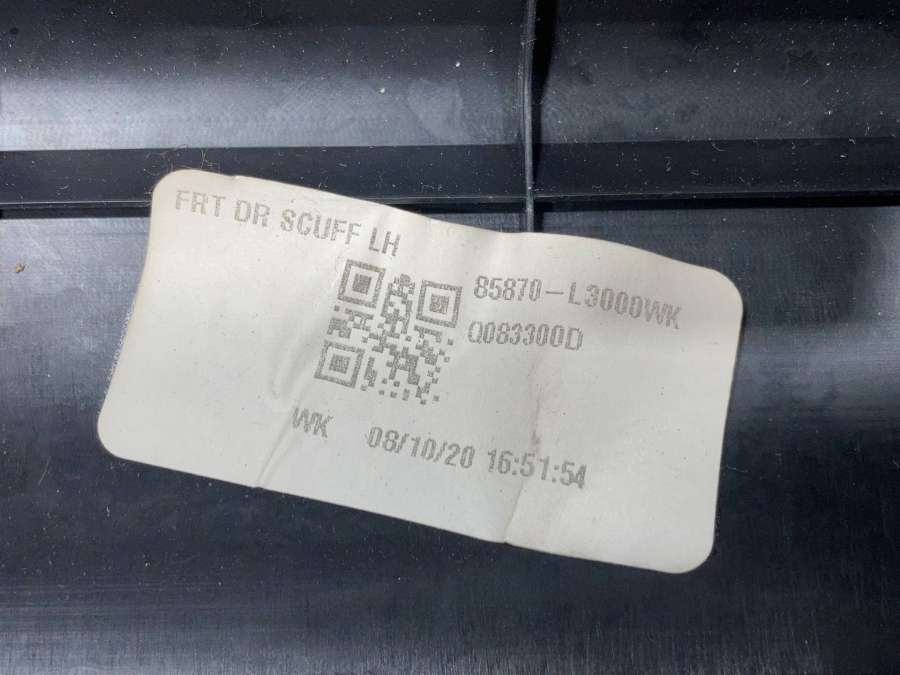 FRT DR SCUFF LH
85870-L3000WK
Q083300D
WK 08/10/20 16:51:54